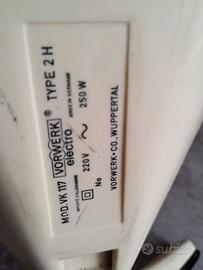 MOD. VK 117 VORWERK® TYPE 2 H
electro MADE IN GERMANY
220V ~ 250 W
No
VORWERK+CO., WUPPERTAL
subito